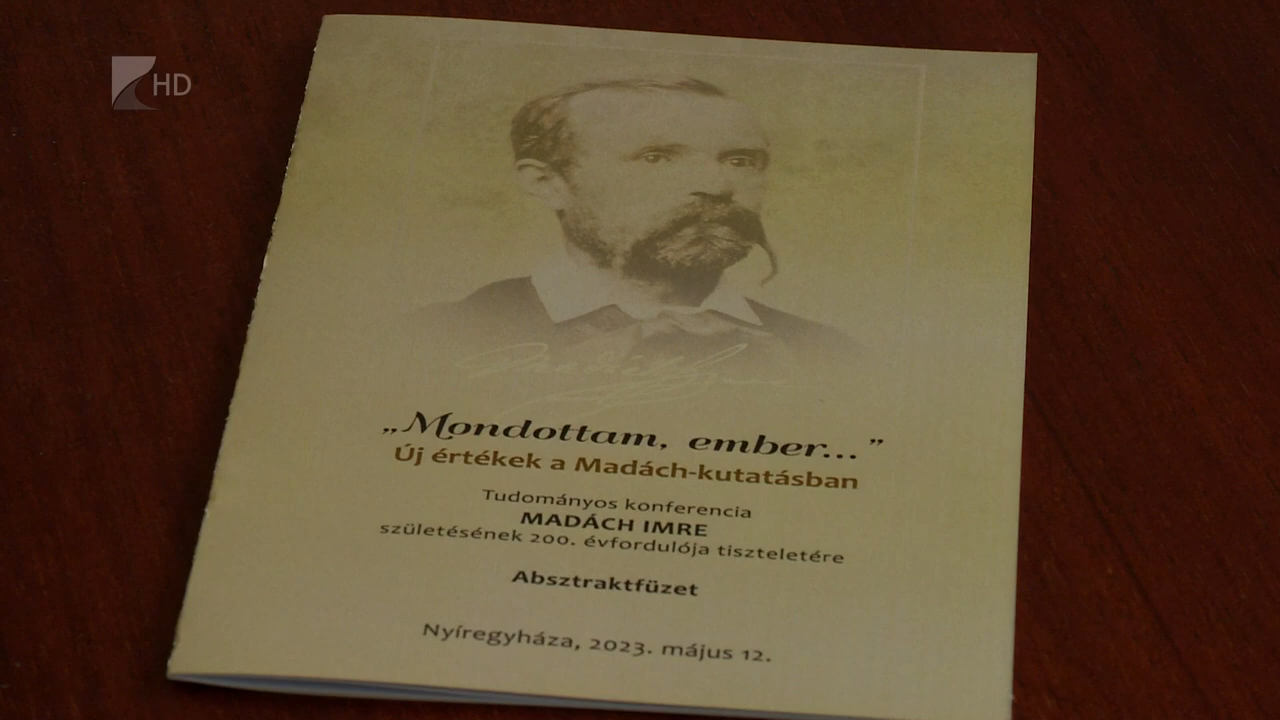 HD
„Mondottam, ember...”
Új értékek a Madách-kutatásban
Tudományos konferencia
MADÁCH IMRE
születésének 200. évfordulója tiszteletére
Absztraktfüzet
Nyíregyháza, 2023. május 12.